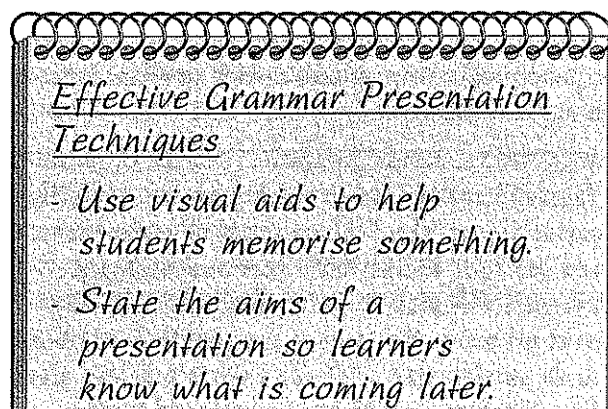 Effective Grammar Presentation
Techniques
- Use visual aids to help
students memorise something.
- State the aims of a
presentation so learners
know what is coming later.